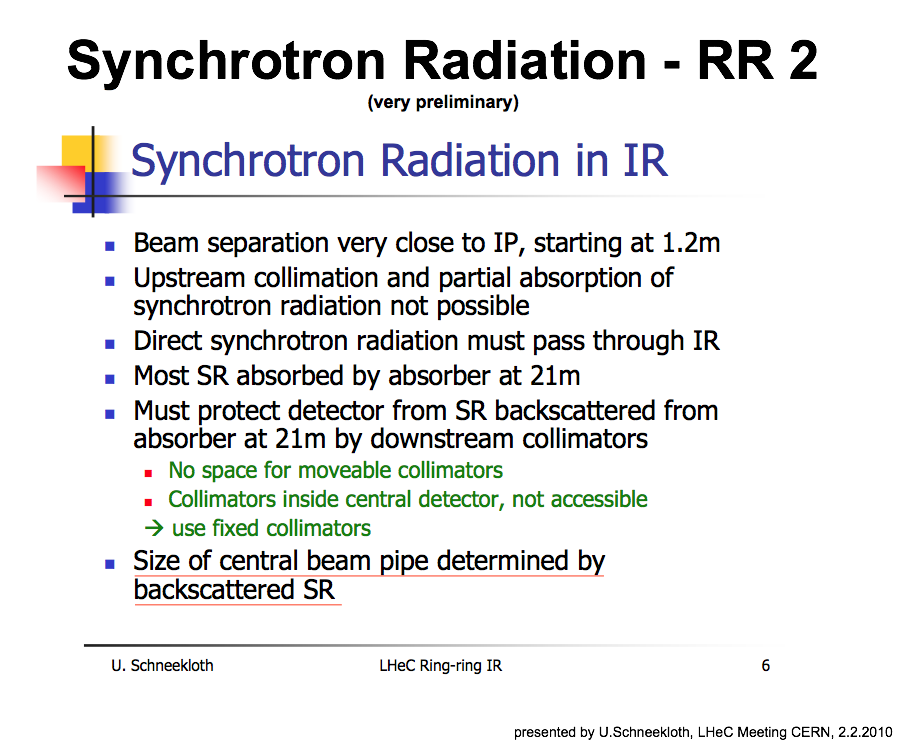 Synchrotron Radiation - RR 2
(very preliminary)
Synchrotron Radiation in IR
Beam separation very close to IP, starting at 1.2m
Upstream collimation and partial absorption of
synchrotron radiation not possible
Direct synchrotron radiation must pass through IR
Most SR absorbed by absorber at 21m
Must protect detector from SR backscattered from
absorber at 21m by downstream collimators
No space for moveable collimators
Collimators inside central detector, not accessible
→ use fixed collimators
Size of central beam pipe determined by
backscattered SR
U. Schneekloth LHeC Ring-ring IR 6
presented by U.Schneekloth, LHeC Meeting CERN, 2.2.2010